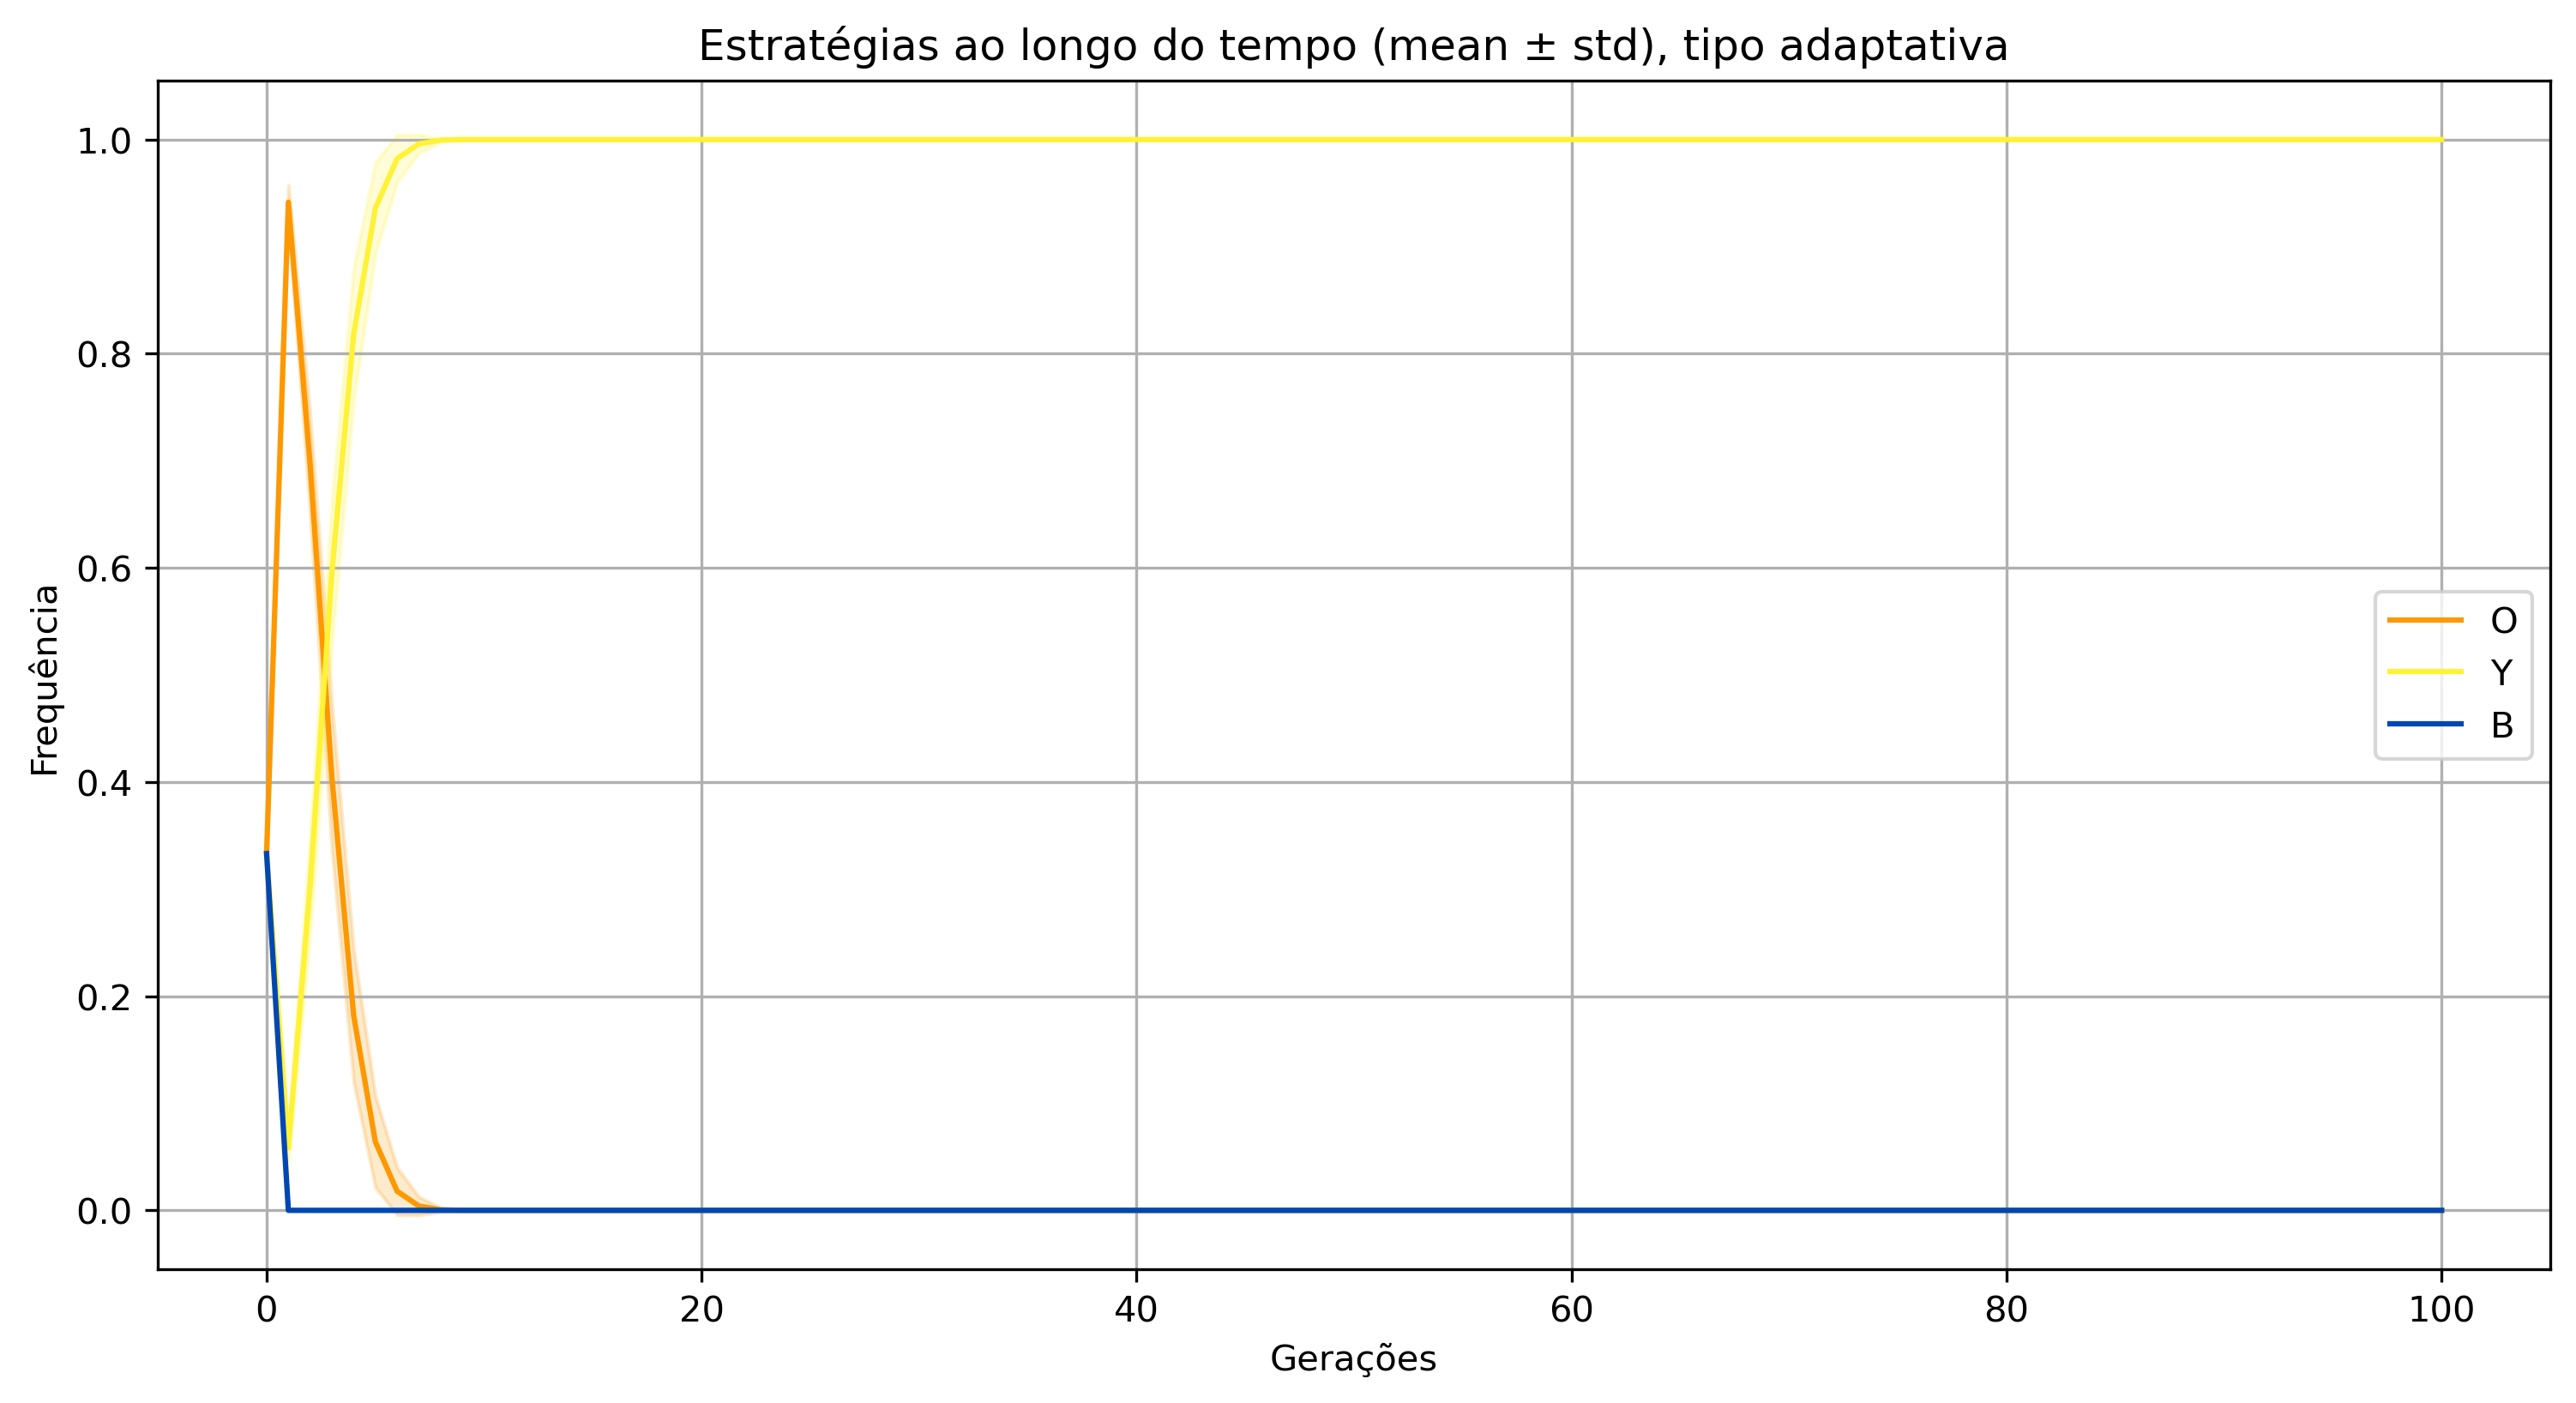 Estratégias ao longo do tempo (mean ± std), tipo adaptativa
Frequência
1.0
0.8
0.6
0.4
0.2
0.0
O
Y
B
0 20 40 60 80 100
Gerações